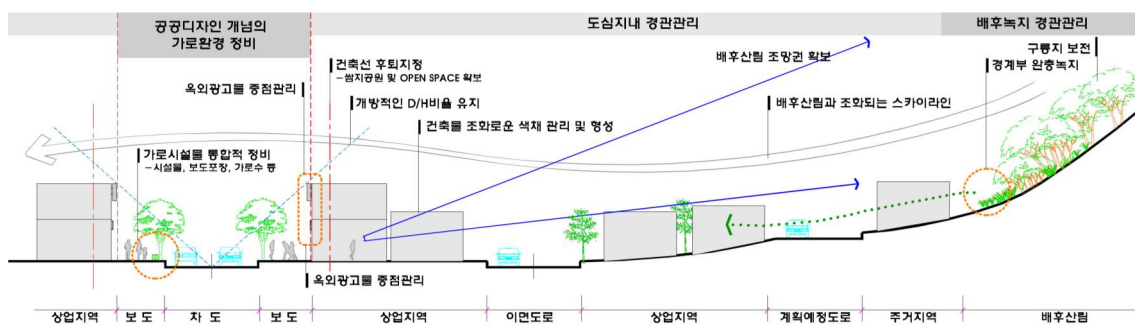 공공디자인 개념의
가로환경 정비
도심지내 경관관리
배후녹지 경관관리
건축선 후퇴지정
-쌈지공원 및 OPEN SPACE 확보
배후산림 조망권 확보
구릉지 보전
경계부 완충녹지
옥외광고물 중점관리
개방적인 D/H비율 유지
배후산림과 조화되는 스카이라인
건축물 조화로운 색채 관리 및 형성
가로시설물 통합적 정비
-시설물, 보도포장, 가로수 등
옥외광고물 중점관리
상업지역 보 도 차 도 보 도 상업지역 이면도로 상업지역 계획예정도로 주거지역 배후산림